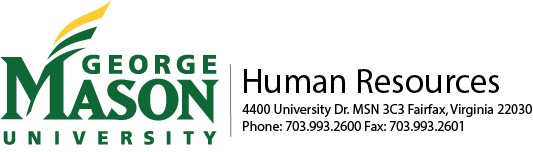 GEORGE
MASON
UNIVERSITY
Human Resources
4400 University Dr. MSN 3C3 Fairfax, Virginia 22030
Phone: 703.993.2600 Fax: 703.993.2601